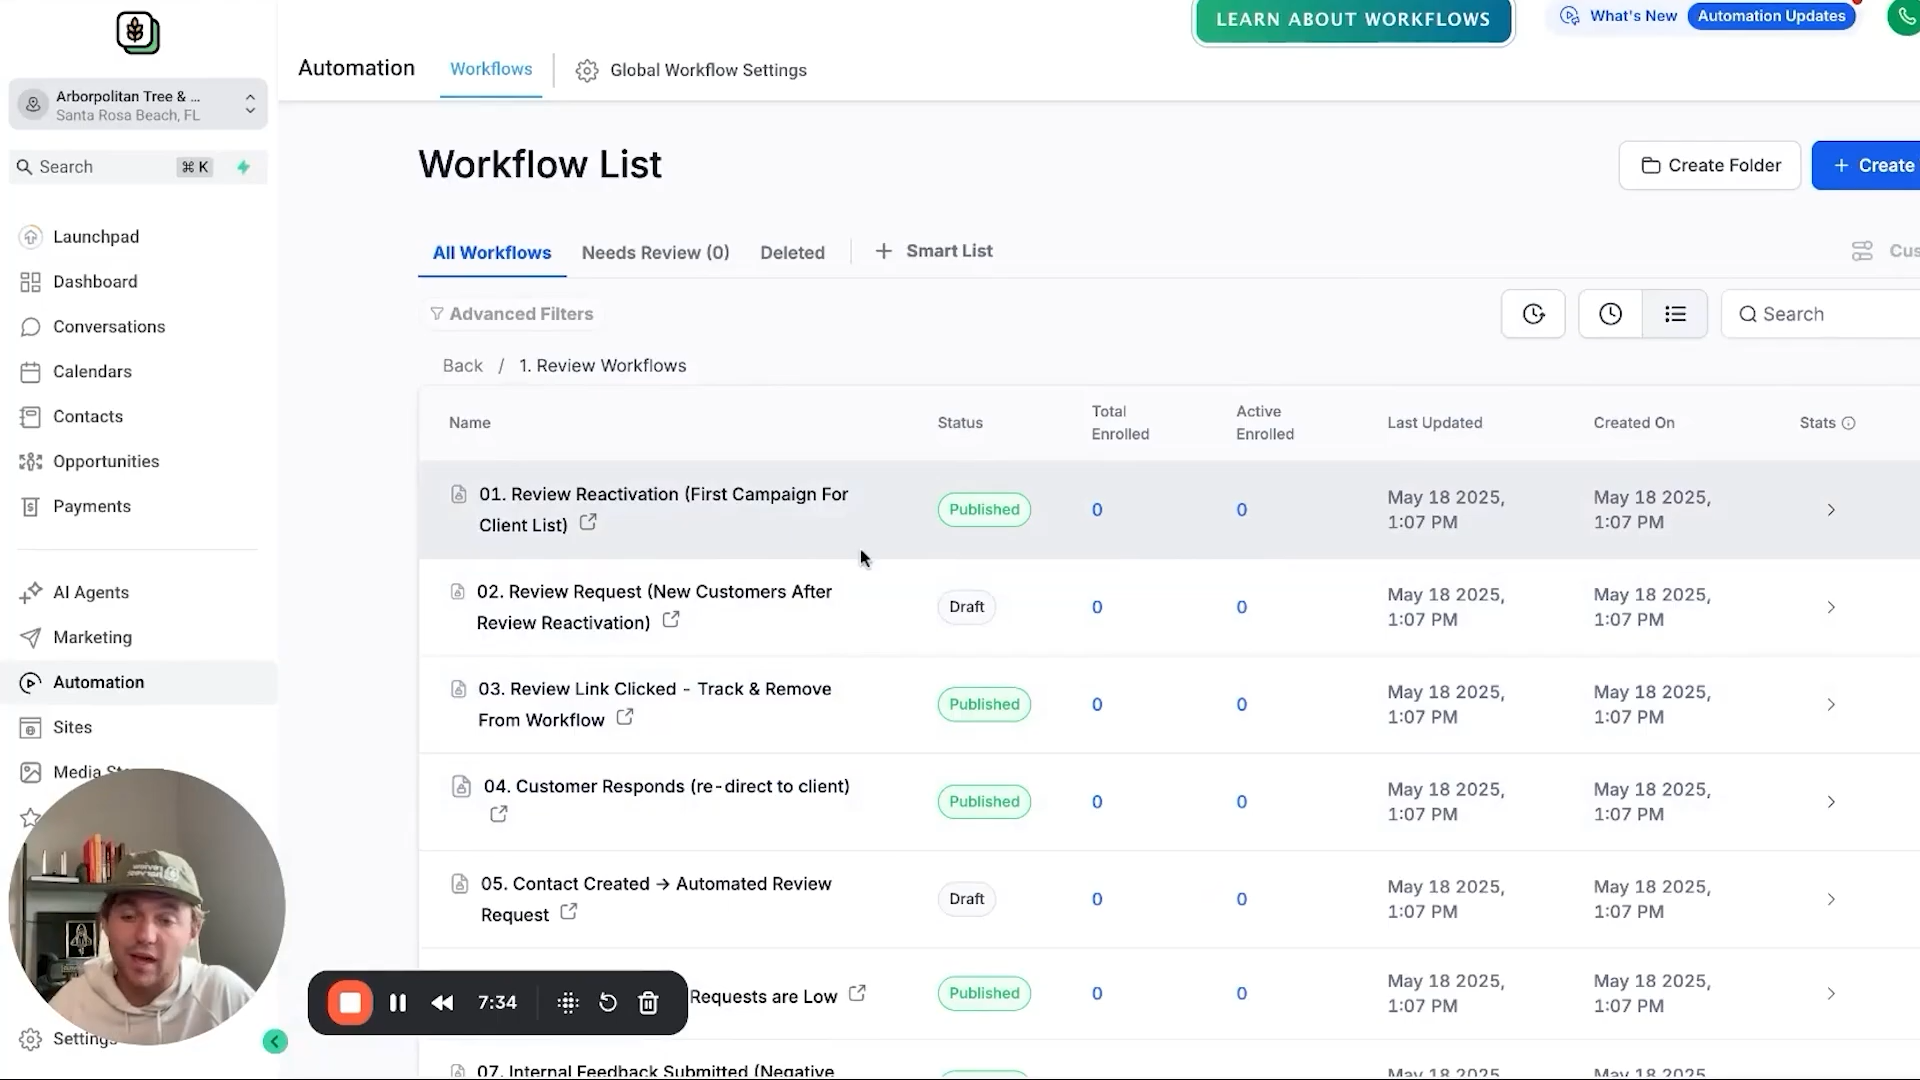 LEARN ABOUT WORKFLOWS
What's New
Automation Updates
Automation
Workflows
Global Workflow Settings
Arborpolitan Tree & ...
Santa Rosa Beach, FL
Search
⌘ K
Launchpad
Dashboard
Conversations
Calendars
Contacts
Opportunities
Payments
AI Agents
Marketing
Automation
Sites
Media
Settings
Workflow List
Create Folder
+ Create
All Workflows
Needs Review (0)
Deleted
+ Smart List
Cus
Advanced Filters
Search
Back / 1. Review Workflows
Name
Status
Total
Enrolled
Active
Enrolled
Last Updated
Created On
Stats
01. Review Reactivation (First Campaign For
Client List)
Published
0
0
May 18 2025,
1:07 PM
May 18 2025,
1:07 PM
02. Review Request (New Customers After
Review Reactivation)
Draft
0
0
May 18 2025,
1:07 PM
May 18 2025,
1:07 PM
03. Review Link Clicked - Track & Remove
From Workflow
Published
0
0
May 18 2025,
1:07 PM
May 18 2025,
1:07 PM
04. Customer Responds (re-direct to client)
Published
0
0
May 18 2025,
1:07 PM
May 18 2025,
1:07 PM
05. Contact Created → Automated Review
Request
Draft
0
0
May 18 2025,
1:07 PM
May 18 2025,
1:07 PM
Requests are Low
Published
0
0
May 18 2025,
1:07 PM
May 18 2025,
1:07 PM
07. Internal Feedback Submitted (Negative
May 18 2025,
May 18 2025,
7:34